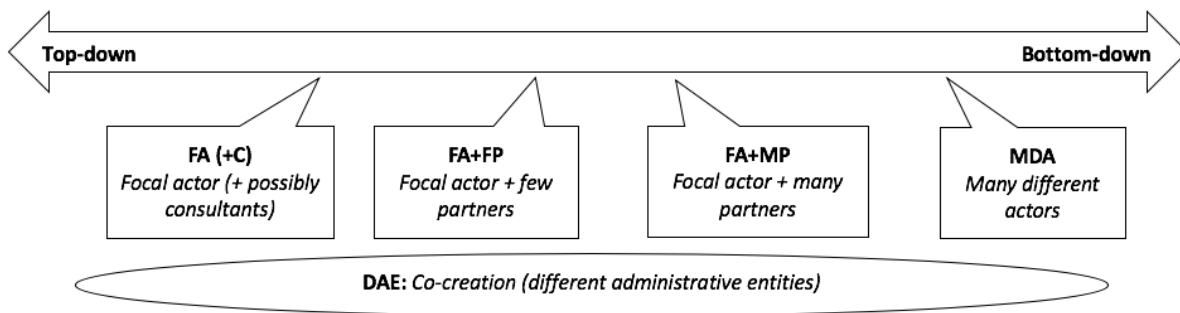 Top-down
Bottom-down
FA (+C)
Focal actor (+ possibly
consultants)
FA+FP
Focal actor + few
partners
FA+MP
Focal actor + many
partners
MDA
Many different
actors
DAE: Co-creation (different administrative entities)